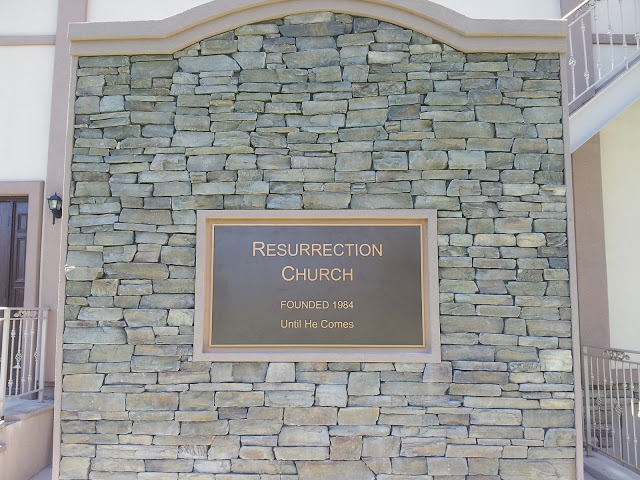 RESURRECTION
CHURCH
FOUNDED 1984
Until He Comes